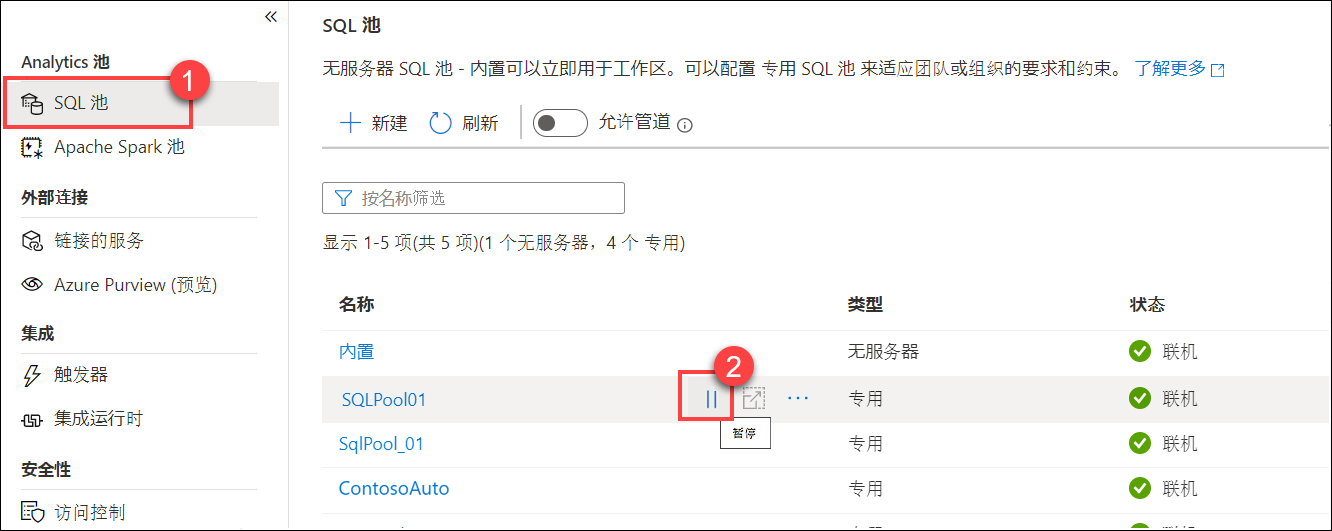 «
Analytics 池
1
SQL 池
Apache Spark 池
外部连接
链接的服务
Azure Purview (预览)
集成
触发器
集成运行时
安全性
访问控制
SQL 池
无服务器 SQL 池 - 内置可以立即用于工作区。可以配置 专用 SQL 池 来适应团队或组织的要求和约束。 了解更多
新建 刷新 允许管道
按名称筛选
显示 1-5 项(共 5 项)(1 个无服务器，4 个 专用)
名称 类型 状态
内置 无服务器 联机
2
SQLPool01 ··· 专用 联机
暂停
SqlPool_01 专用 联机
ContosoAuto 专用 联机